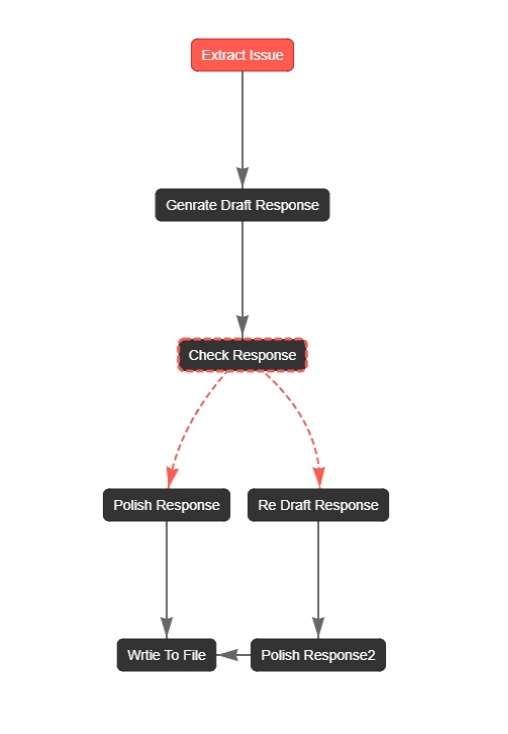 Extract Issue
Genrate Draft Response
Check Response
Polish Response
Re Draft Response
Wrtie To File
Polish Response2